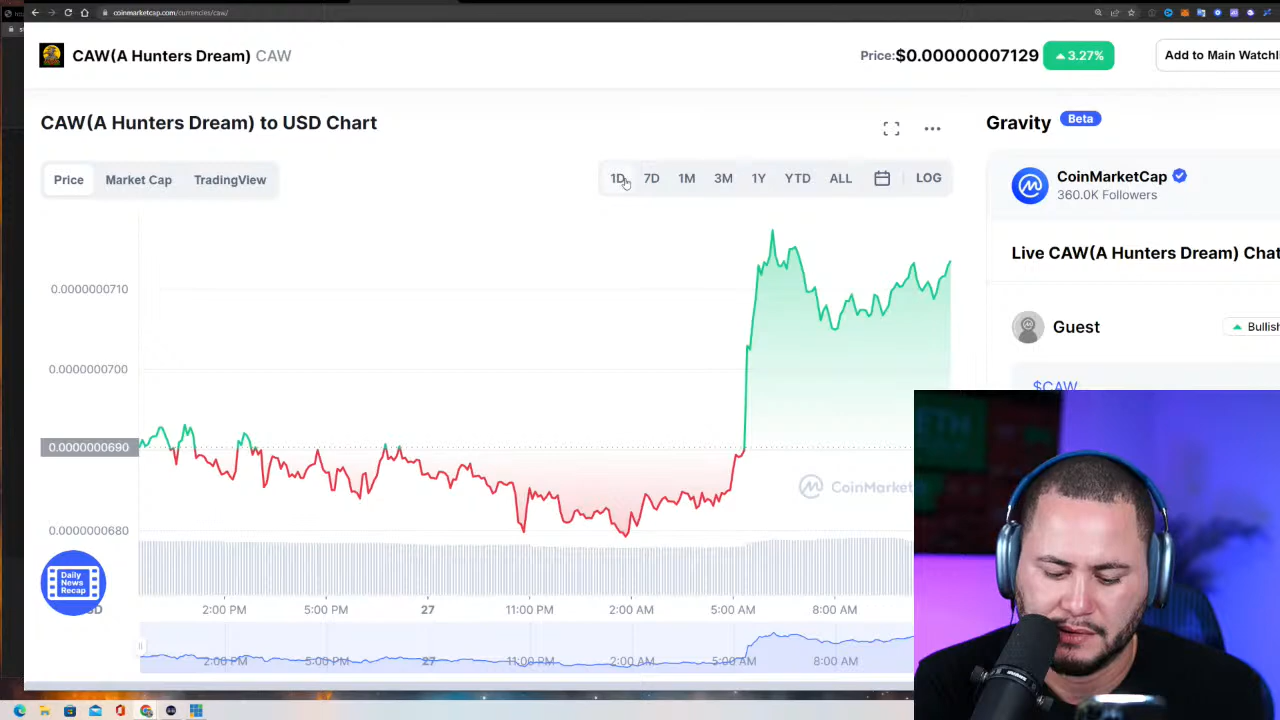 coinmarketcap.com/currencies/caw/
CAW(A Hunters Dream) CAW
Price: $0.00000007129 3.27%
Add to Main Watchli
CAW(A Hunters Dream) to USD Chart
Price Market Cap TradingView
1D 7D 1M 3M 1Y YTD ALL LOG
Gravity Beta
CoinMarketCap
360.0K Followers
Live CAW(A Hunters Dream) Chat
Guest
Bullish
$CAW
0.0000000710
0.0000000700
0.0000000690
0.0000000680
CoinMarket
Daily
News
Recap
2:00 PM 5:00 PM 27 11:00 PM 2:00 AM 5:00 AM 8:00 AM
2:00 PM 5:00 PM 27 11:00 PM 2:00 AM 5:00 AM 8:00 AM
ETH